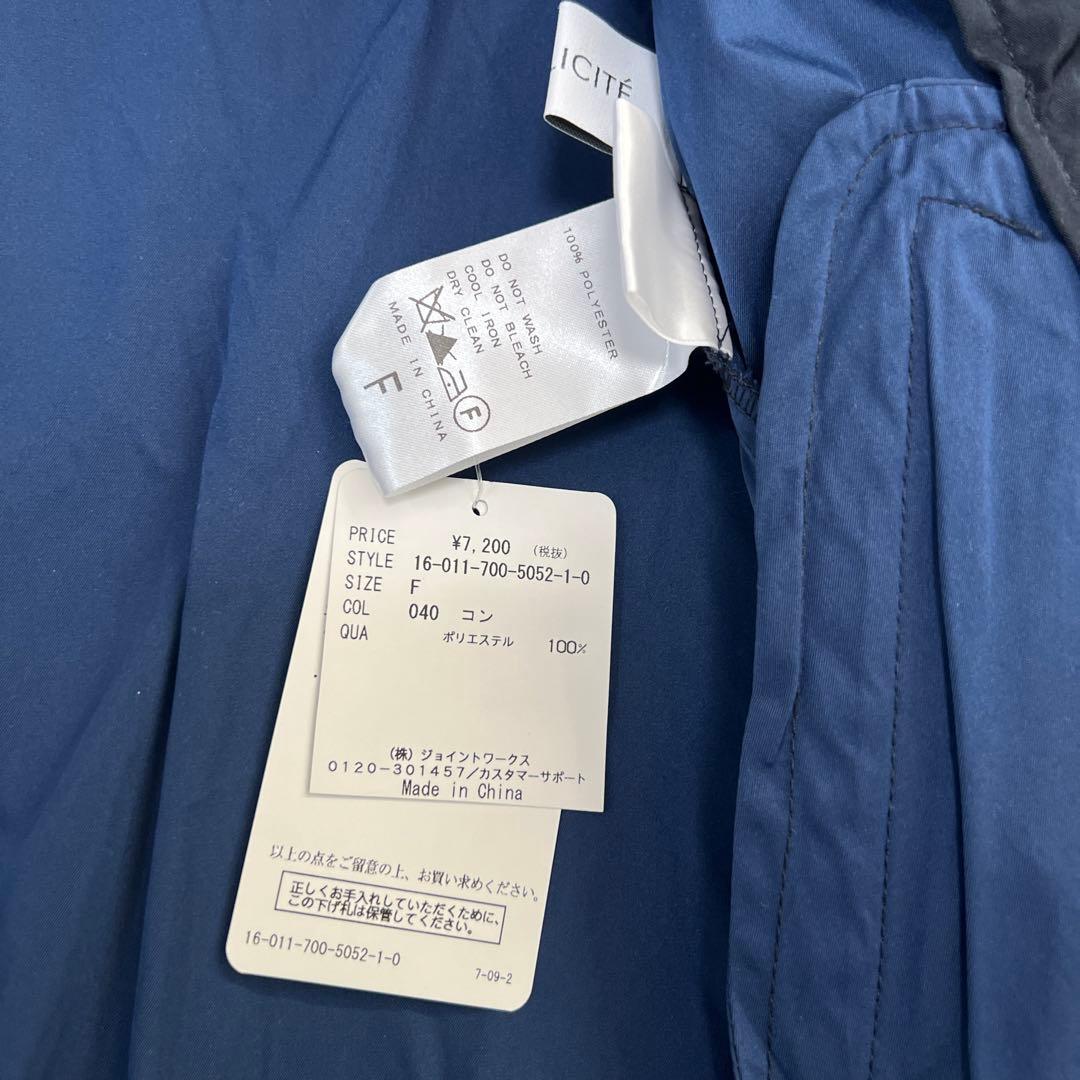 LICITÉ
100% POLYESTER
DO NOT WASH
DO NOT BLEACH
COOL IRON
DRY CLEAN
MADE IN CHINA
F
F
PRICE ¥7,200 (税抜)
STYLE 16-011-700-5052-1-0
SIZE F
COL 040 コン
QUA ポリエステル 100%
(株)ジョイントワークス
0120-301457/カスタマーサポート
Made in China
以上の点をご留意の上、お買い求めください。
正しくお手入れしていただくために、
この下げ札は保管してください。
16-011-700-5052-1-0
7-09-2